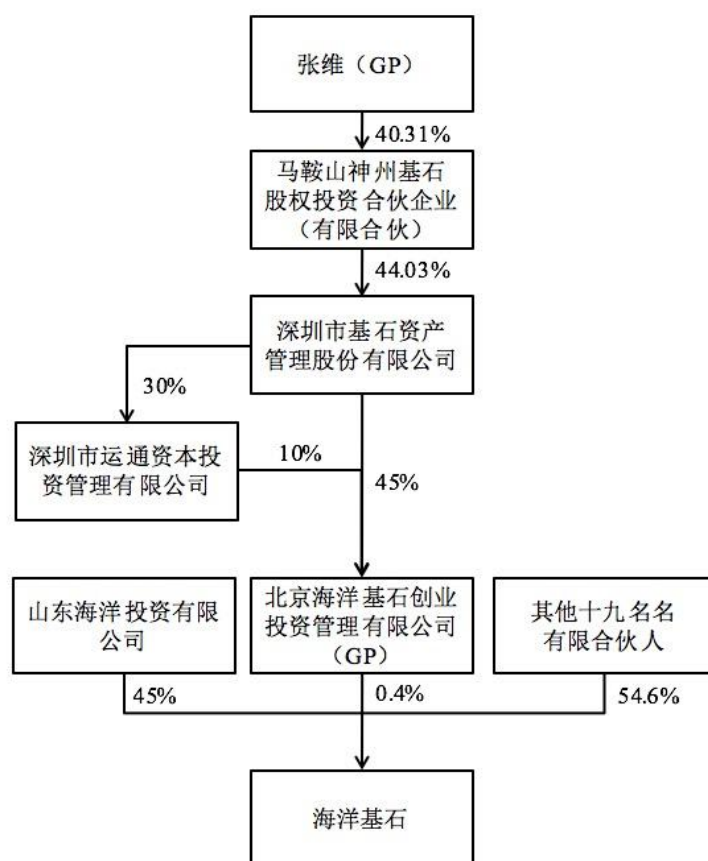 张维（GP）
40.31%
马鞍山神州基石
股权投资合伙企业
（有限合伙）
44.03%
深圳市基石资产
管理股份有限公司
30%
深圳市运通资本投
资管理有限公司
10%
45%
山东海洋投资有限
公司
北京海洋基石创业
投资管理有限公司
（GP）
其他十九名名
有限合伙人
45%
0.4%
54.6%
海洋基石